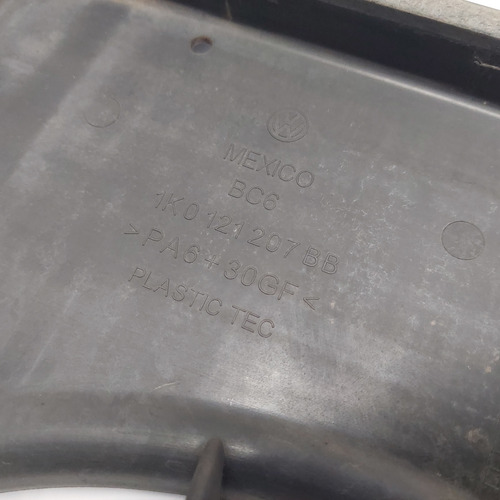 MEXICO
BC6
1K0 121 207 BB
>PA6+30GF<
PLASTIC TEC